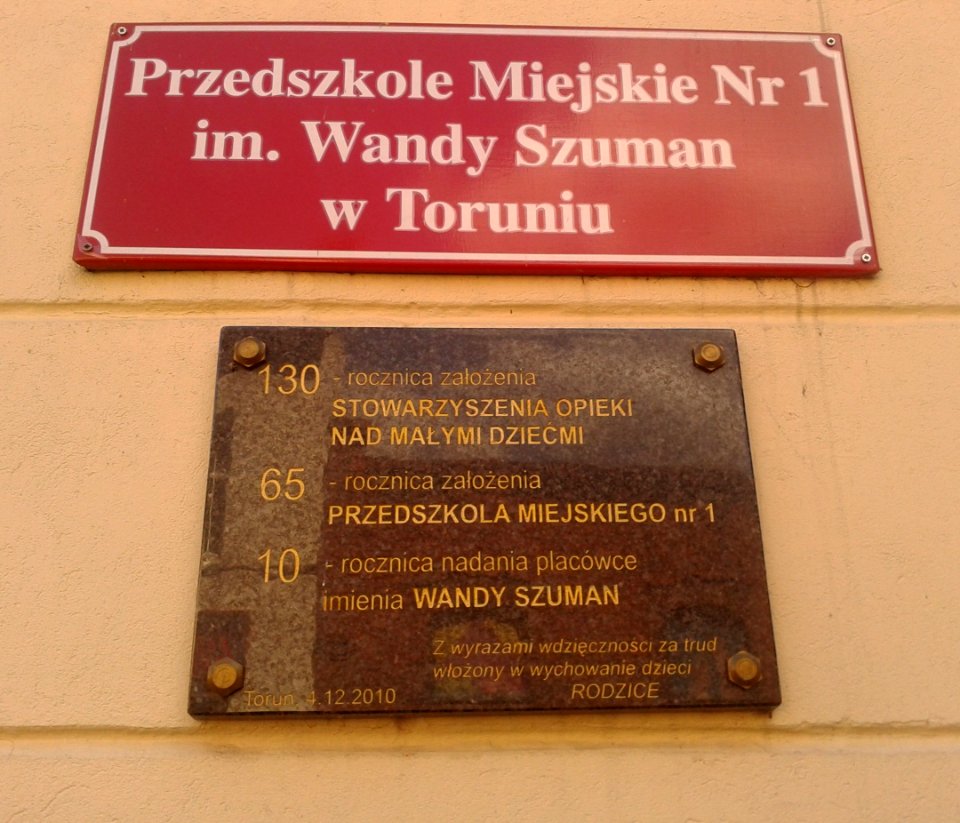 Przedszkole Miejskie Nr 1
im. Wandy Szuman
w Toruniu
130 - rocznica założenia
STOWARZYSZENIA OPIEKI
NAD MAŁYMI DZIEĆMI
65 - rocznica założenia
PRZEDSZKOLA MIEJSKIEGO nr 1
10 - rocznica nadania placówce
imienia WANDY SZUMAN
Z wyrazami wdzięczności za trud
włożony w wychowanie dzieci
RODZICE
Toruń, 4.12.2010